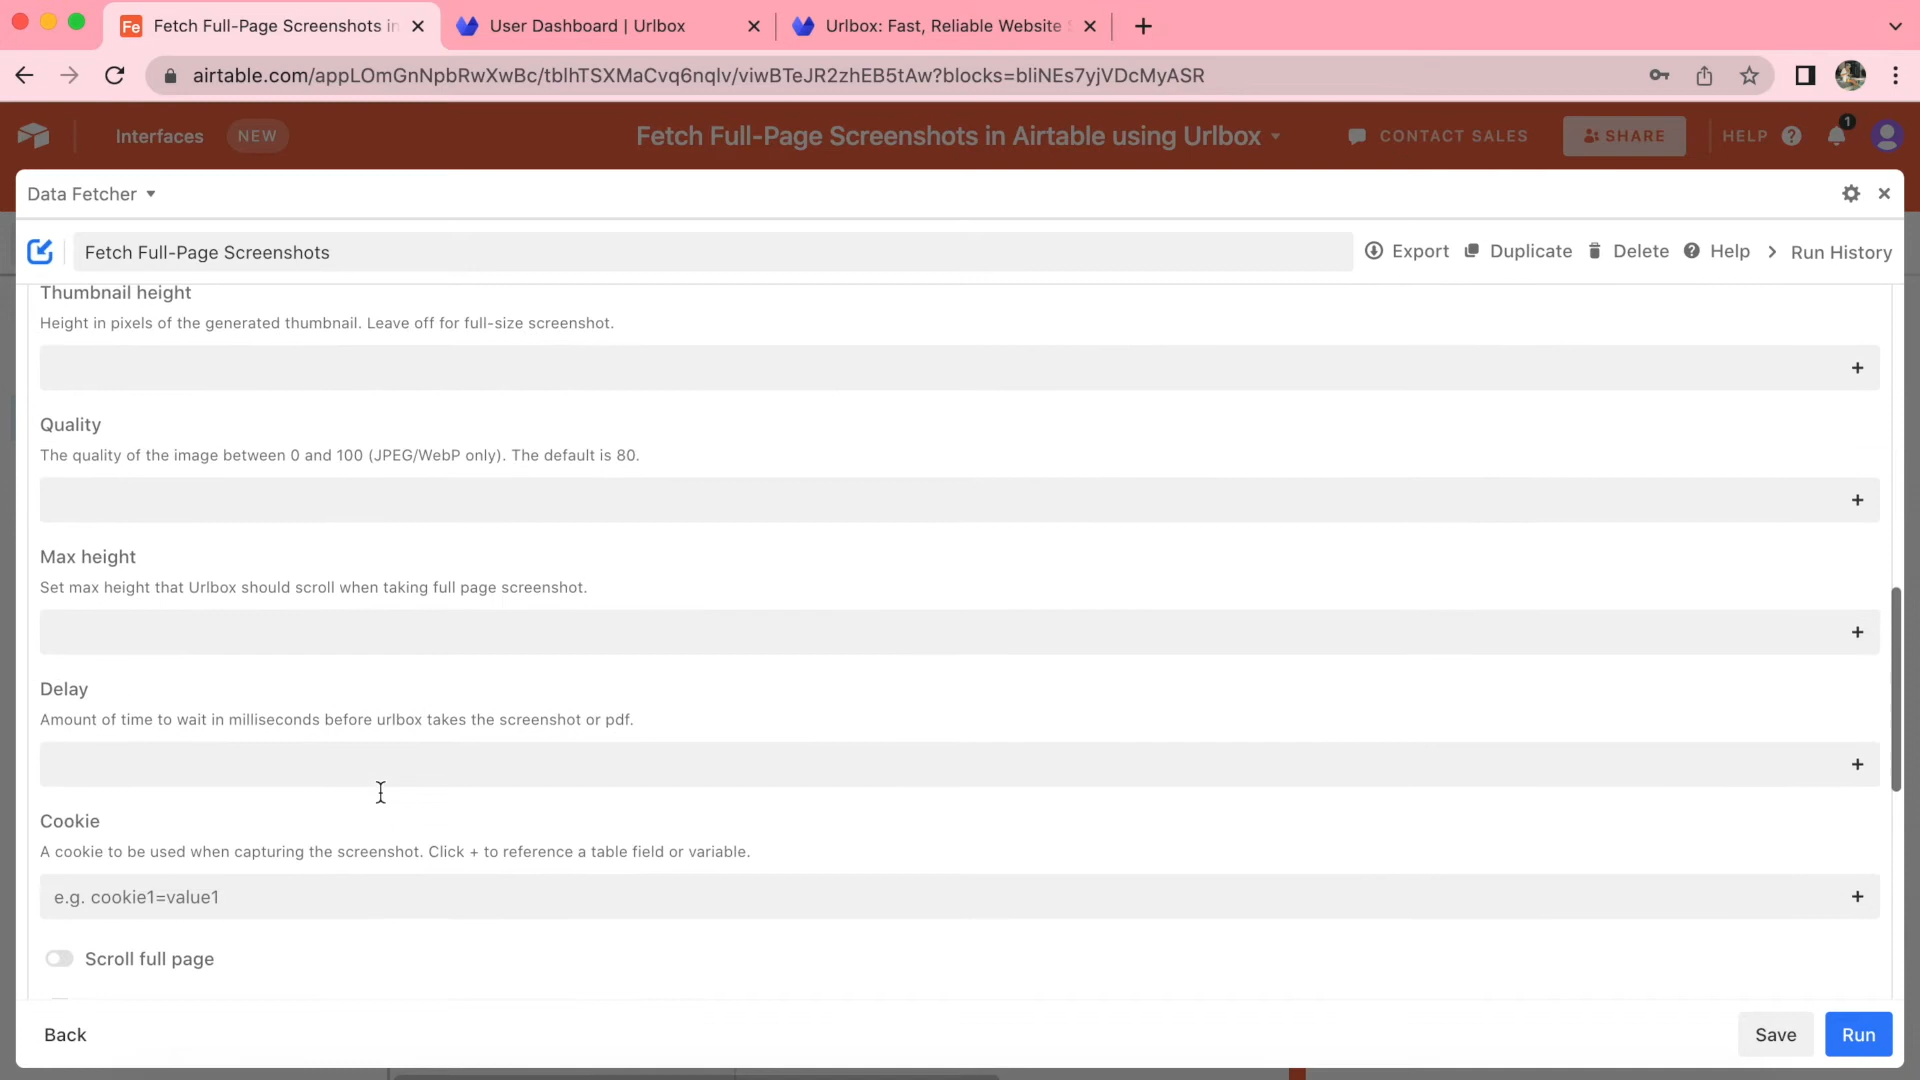 Fe Fetch Full-Page Screenshots in
User Dashboard | Urlbox
Urlbox: Fast, Reliable Website
airtable.com/appLOmGnNpbRwXwBc/tblhTSXMaCvq6nqlv/viwBTeJR2zhEB5tAw?blocks=bliNEs7yjVDcMyASR
Interfaces
NEW
Fetch Full-Page Screenshots in Airtable using Urlbox
CONTACT SALES
SHARE
HELP
1
Data Fetcher
Fetch Full-Page Screenshots
Export
Duplicate
Delete
Help
Run History
Thumbnail height
Height in pixels of the generated thumbnail. Leave off for full-size screenshot.
+
Quality
The quality of the image between 0 and 100 (JPEG/WebP only). The default is 80.
+
Max height
Set max height that Urlbox should scroll when taking full page screenshot.
+
Delay
Amount of time to wait in milliseconds before urlbox takes the screenshot or pdf.
+
Cookie
A cookie to be used when capturing the screenshot. Click + to reference a table field or variable.
e.g. cookie1=value1
+
Scroll full page
Back
Save
Run